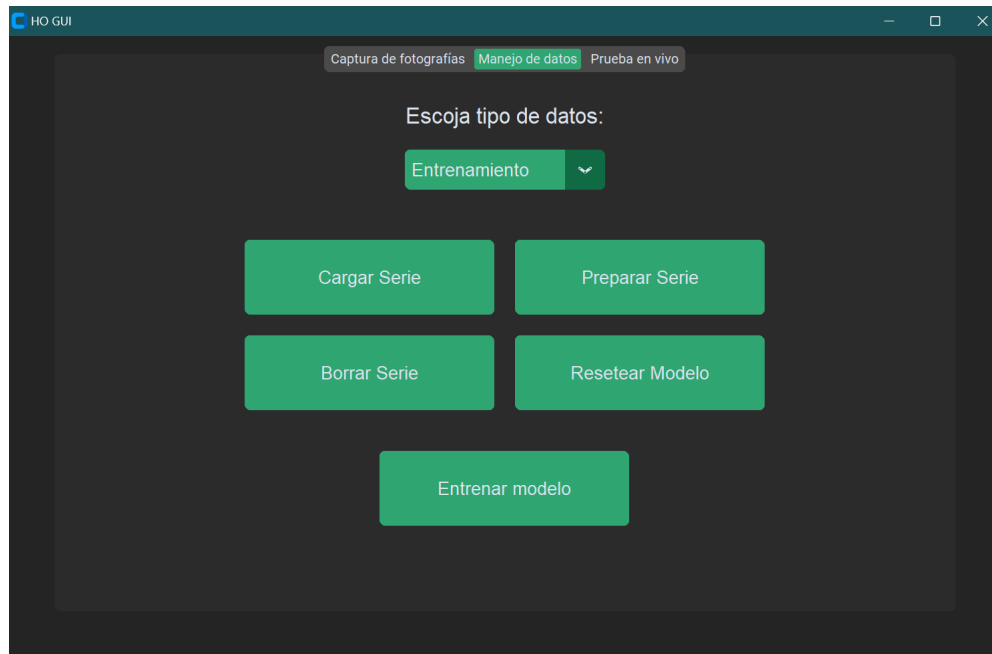 HO GUI
Captura de fotografías Manejo de datos Prueba en vivo
Escoja tipo de datos:
Entrenamiento
Cargar Serie Preparar Serie
Borrar Serie Resetear Modelo
Entrenar modelo